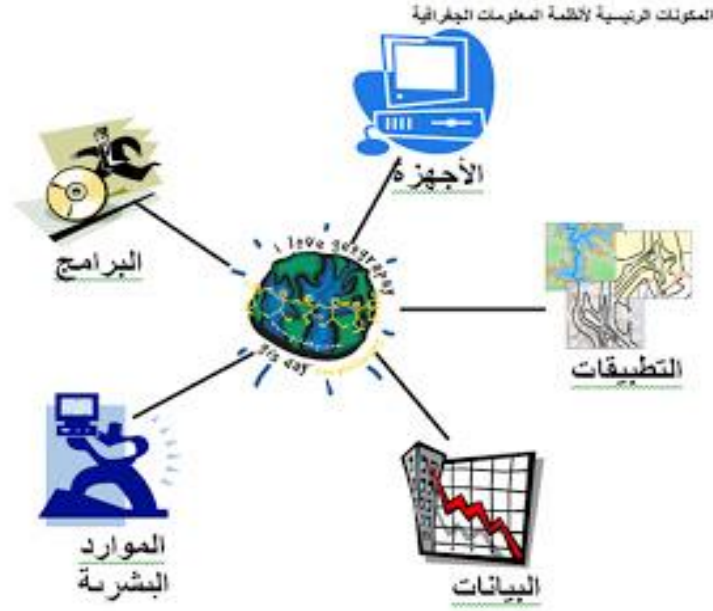 المكونات الرئيسية لأنظمة المعلومات الجغرافية
الأجهزة
البرامج
i love geography
التطبيقات
gis day
الموارد
البشرية
البيانات